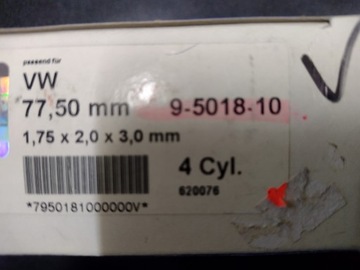 passend für
VW
77,50 mm 9-5018-10
1,75 x 2,0 x 3,0 mm
4 Cyl.
620076
*7950181000000V*